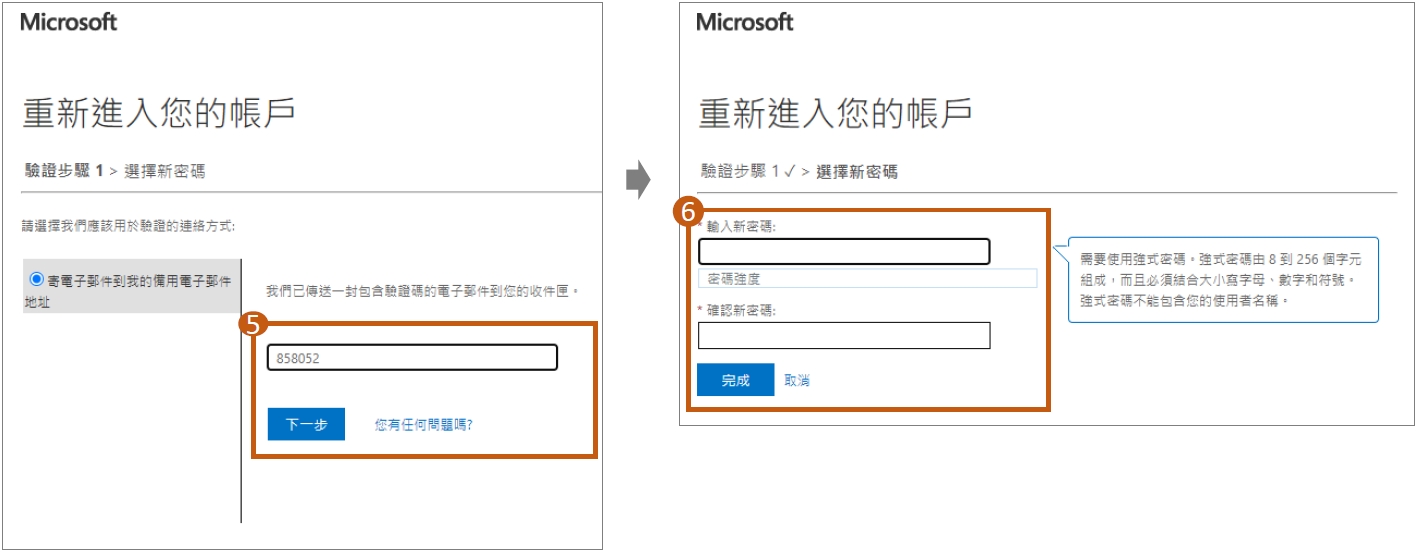 Microsoft
重新進入您的帳戶
驗證步驟 1 > 選擇新密碼
請選擇我們應該用於驗證的連絡方式:
寄電子郵件到我的備用電子郵件
地址
我們已傳送一封包含驗證碼的電子郵件到您的收件匣。
5
858052
下一步
您有任何問題嗎?
Microsoft
重新進入您的帳戶
驗證步驟 1 ✓ > 選擇新密碼
6
* 輸入新密碼:
密碼強度
* 確認新密碼:
完成
取消
需要使用強式密碼。強式密碼由 8 到 256 個字元
組成，而且必須結合大小寫字母、數字和符號。
強式密碼不能包含您的使用者名稱。